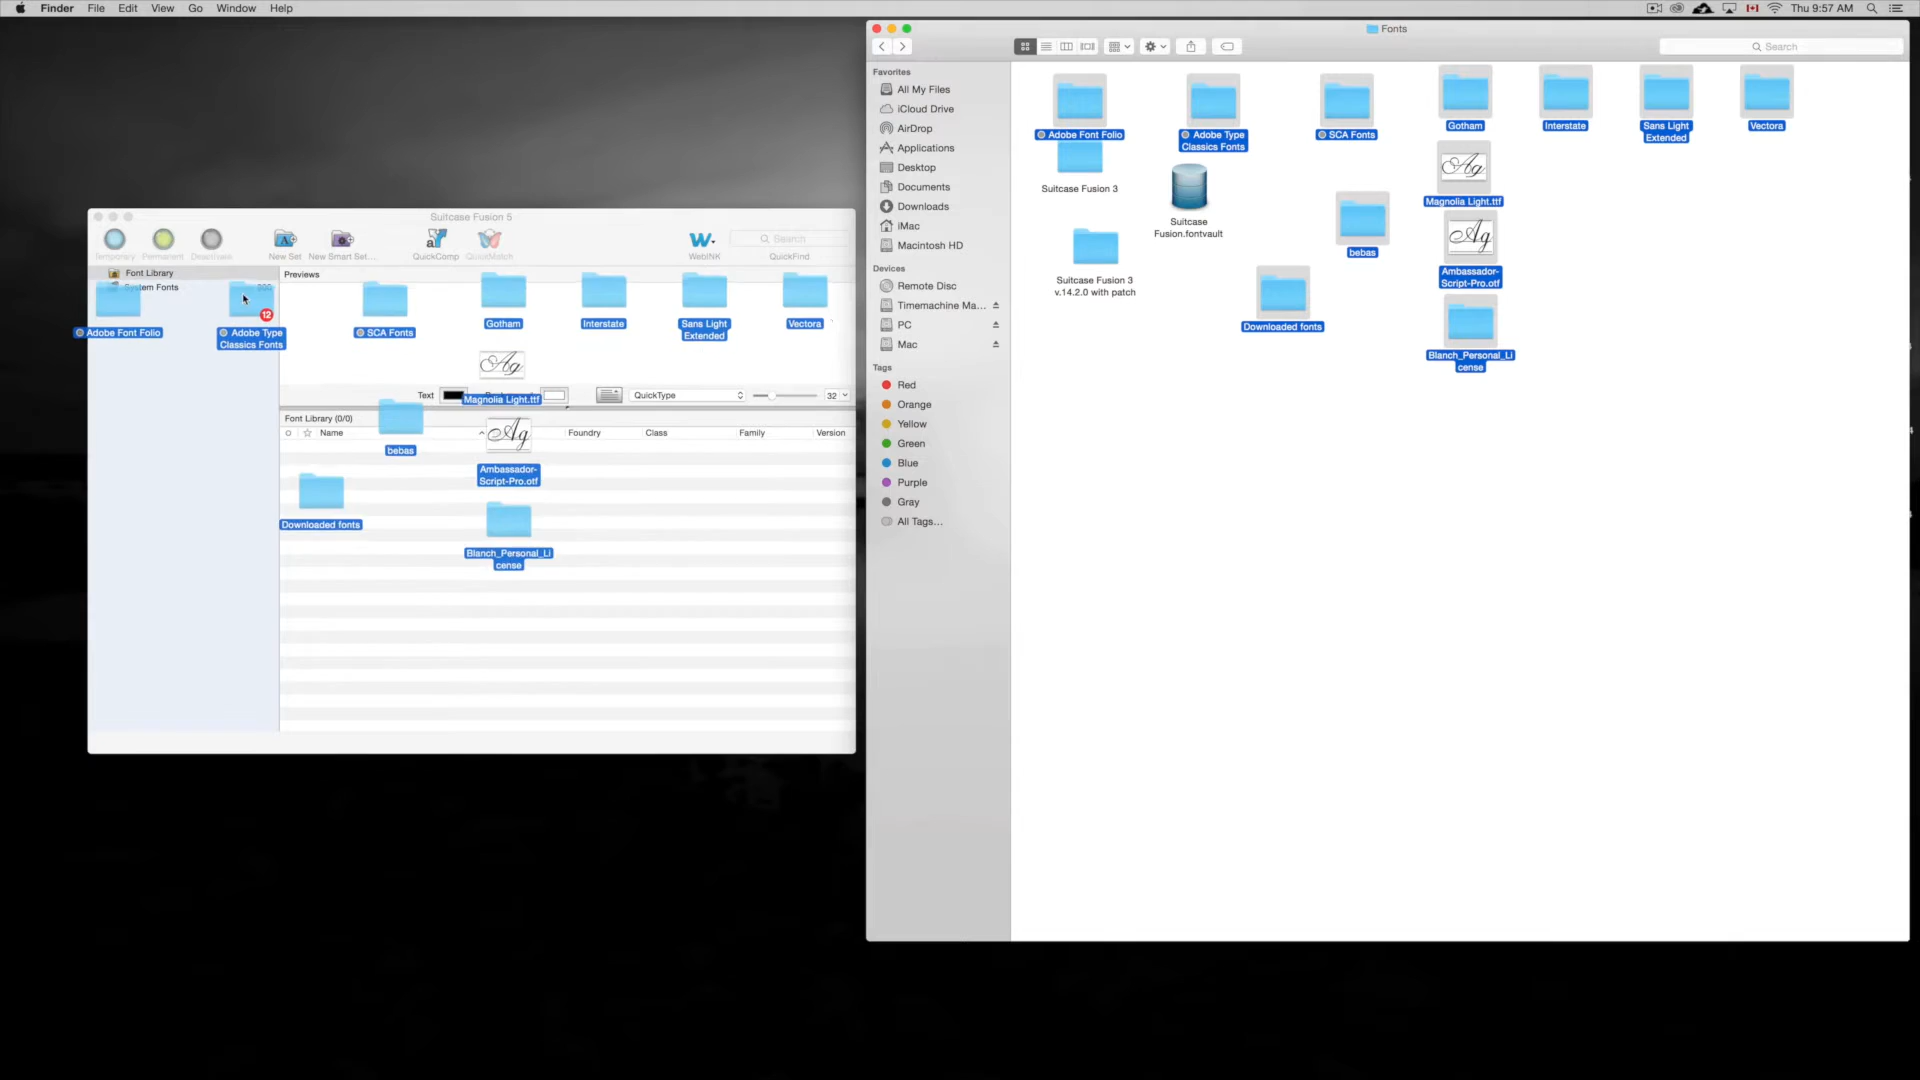 Finder File Edit View Go Window Help
Thu 9:57 AM
Fonts
Search
Favorites
All My Files
iCloud Drive
AirDrop
Applications
Desktop
Documents
Downloads
iMac
Macintosh HD
Devices
Remote Disc
Timemachine Ma...
PC
Mac
Tags
Red
Orange
Yellow
Green
Blue
Purple
Gray
All Tags...
Adobe Font Folio
Adobe Type
Classics Fonts
SCA Fonts
Gotham
Interstate
Sans Light
Extended
Vectora
Suitcase Fusion 3
Suitcase
Fusion.fontvault
Ag
Magnolia Light.ttf
bebas
Ag
Ambassador-
Script-Pro.otf
Suitcase Fusion 3
v.14.2.0 with patch
Downloaded fonts
Blanch_Personal_Li
cense
Suitcase Fusion 5
Temporary Permanent Deactivate New Set New Smart Set... QuickComp QuickMatch WebINK QuickFind
Search
Font Library
System Fonts
Previews
12
Adobe Font Folio
Adobe Type
Classics Fonts
SCA Fonts
Gotham
Interstate
Sans Light
Extended
Vectora
Ag
Text
Magnolia Light.ttf
QuickType
32
Font Library (0/0)
Name Foundry Class Family Version
bebas
Ag
Ambassador-
Script-Pro.otf
Downloaded fonts
Blanch_Personal_Li
cense